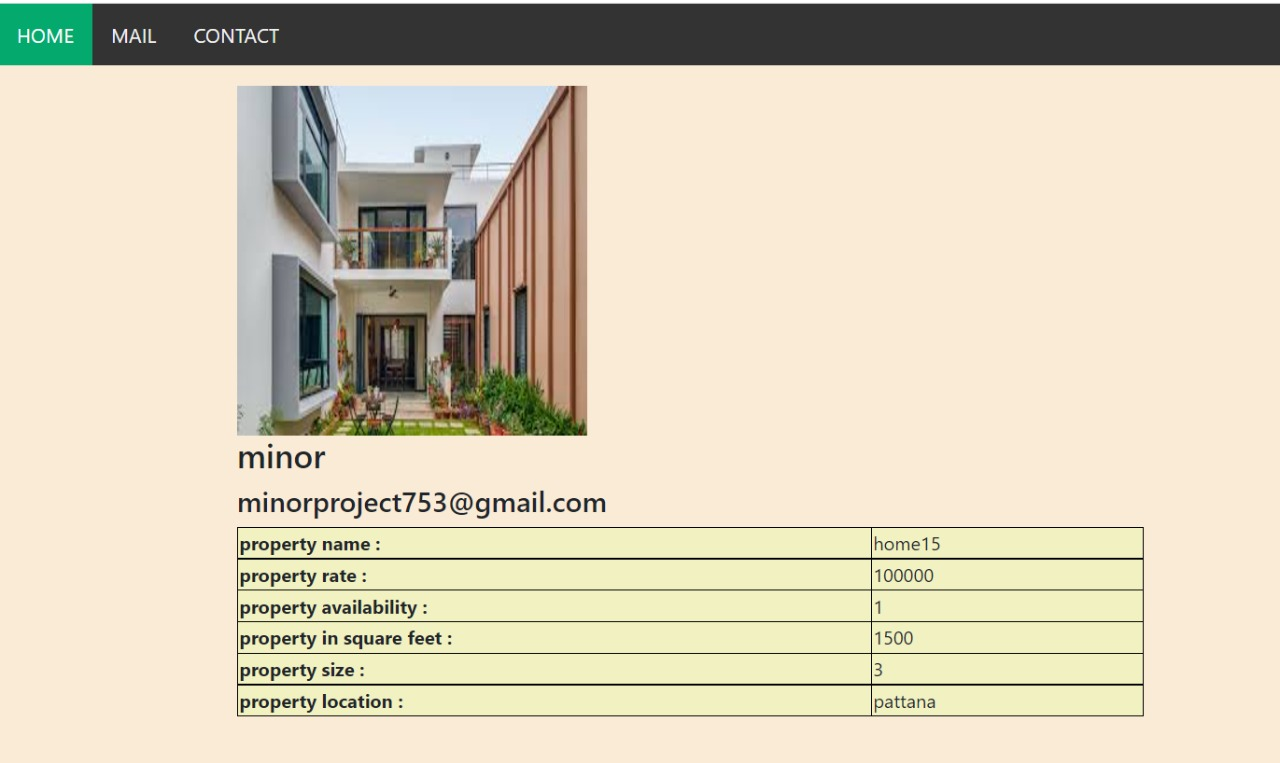 HOME MAIL CONTACT
minor
minorproject753@gmail.com
property name : home15
property rate : 100000
property availability : 1
property in square feet : 1500
property size : 3
property location : pattana